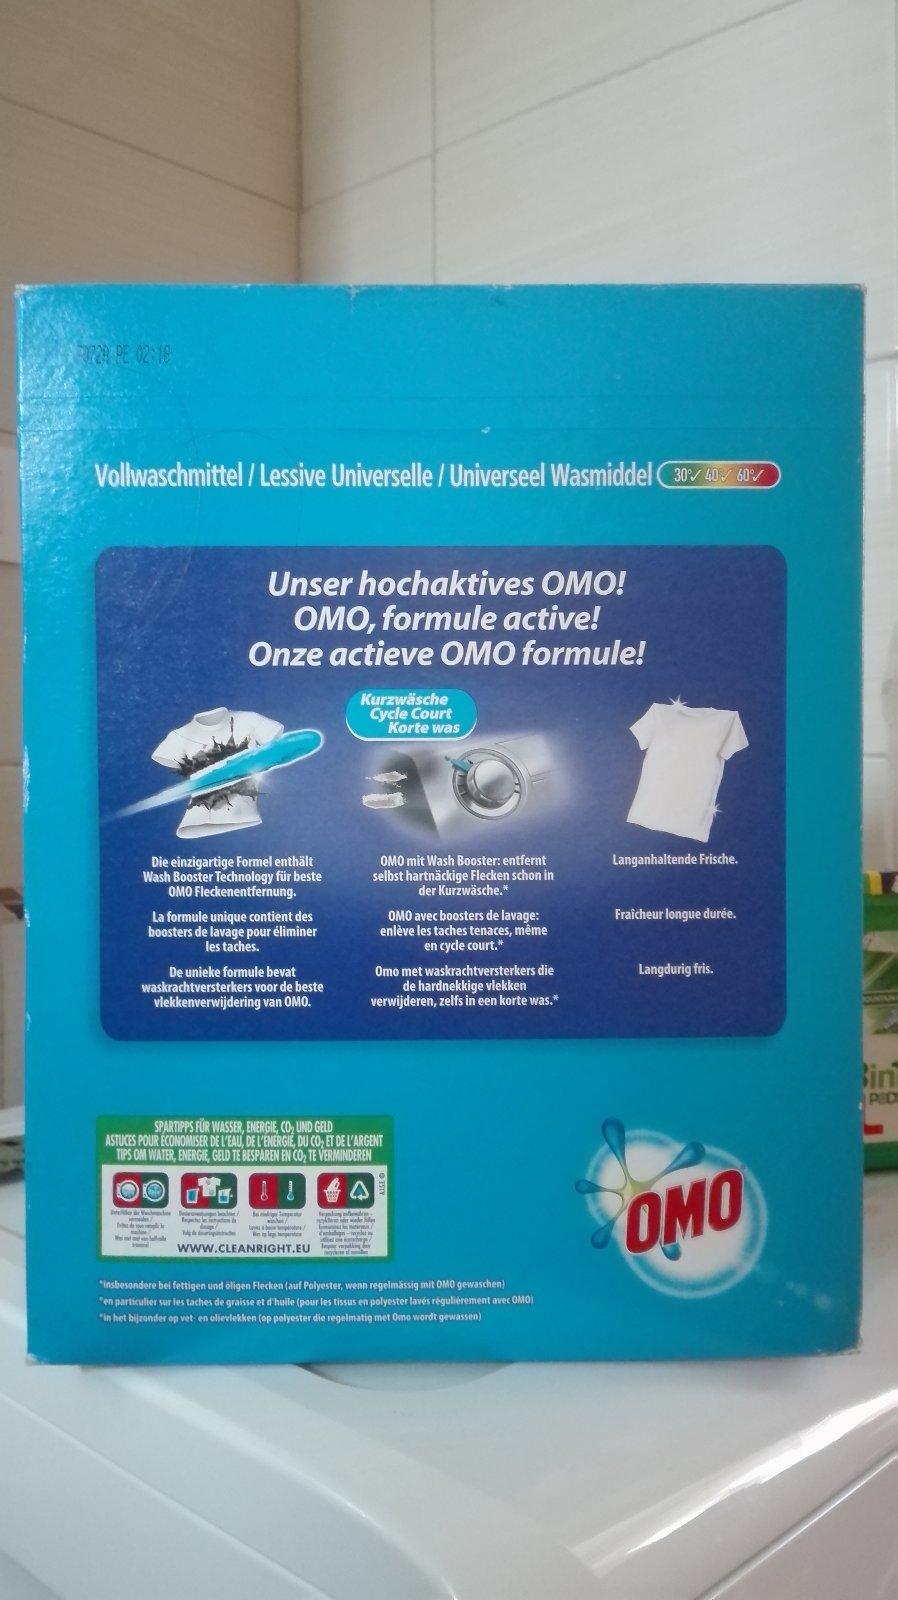 PE 02:18
Vollwaschmittel / Lessive Universelle / Universeel Wasmiddel 30°✓ 40✓ 60°✓
Unser hochaktives OMO!
OMO, formule active!
Onze actieve OMO formule!
Kurzwäsche
Cycle Court
Korte was
Die einzigartige Formel enthält
Wash Booster Technology für beste
OMO Fleckenentfernung.
La formule unique contient des
boosters de lavage pour éliminer
les taches.
De unieke formule bevat
waskrachtversterkers voor de beste
vlekkenverwijdering van OMO.
OMO mit Wash Booster: entfernt
selbst hartnäckige Flecken schon in
der Kurzwäsche.*
OMO avec boosters de lavage:
enlève les taches tenaces, même
en cycle court.*
Omo met waskrachtversterkers die
de hardnekkige vlekken
verwijderen, zelfs in een korte was.*
Langanhaltende Frische.
Fraîcheur longue durée.
Langdurig fris.
SPARTIPPS FÜR WASSER, ENERGIE, CO2 UND GELD
ASTUCES POUR ÉCONOMISER DE L'EAU, DE L'ÉNERGIE, DU CO2 ET DE L'ARGENT
TIPS OM WATER, ENERGIE, GELD TE BESPAREN EN CO2 TE VERMINDEREN
WWW.CLEANRIGHT.EU
OMO
*insbesondere bei fettigen und öligen Flecken (auf Polyester, wenn regelmässig mit OMO gewaschen)
*en particulier sur les taches de graisse et d'huile (pour les tissus en polyester lavés régulièrement avec OMO)
*in het bijzonder op vet- en olievlekken (op polyester die regelmatig met Omo wordt gewassen)